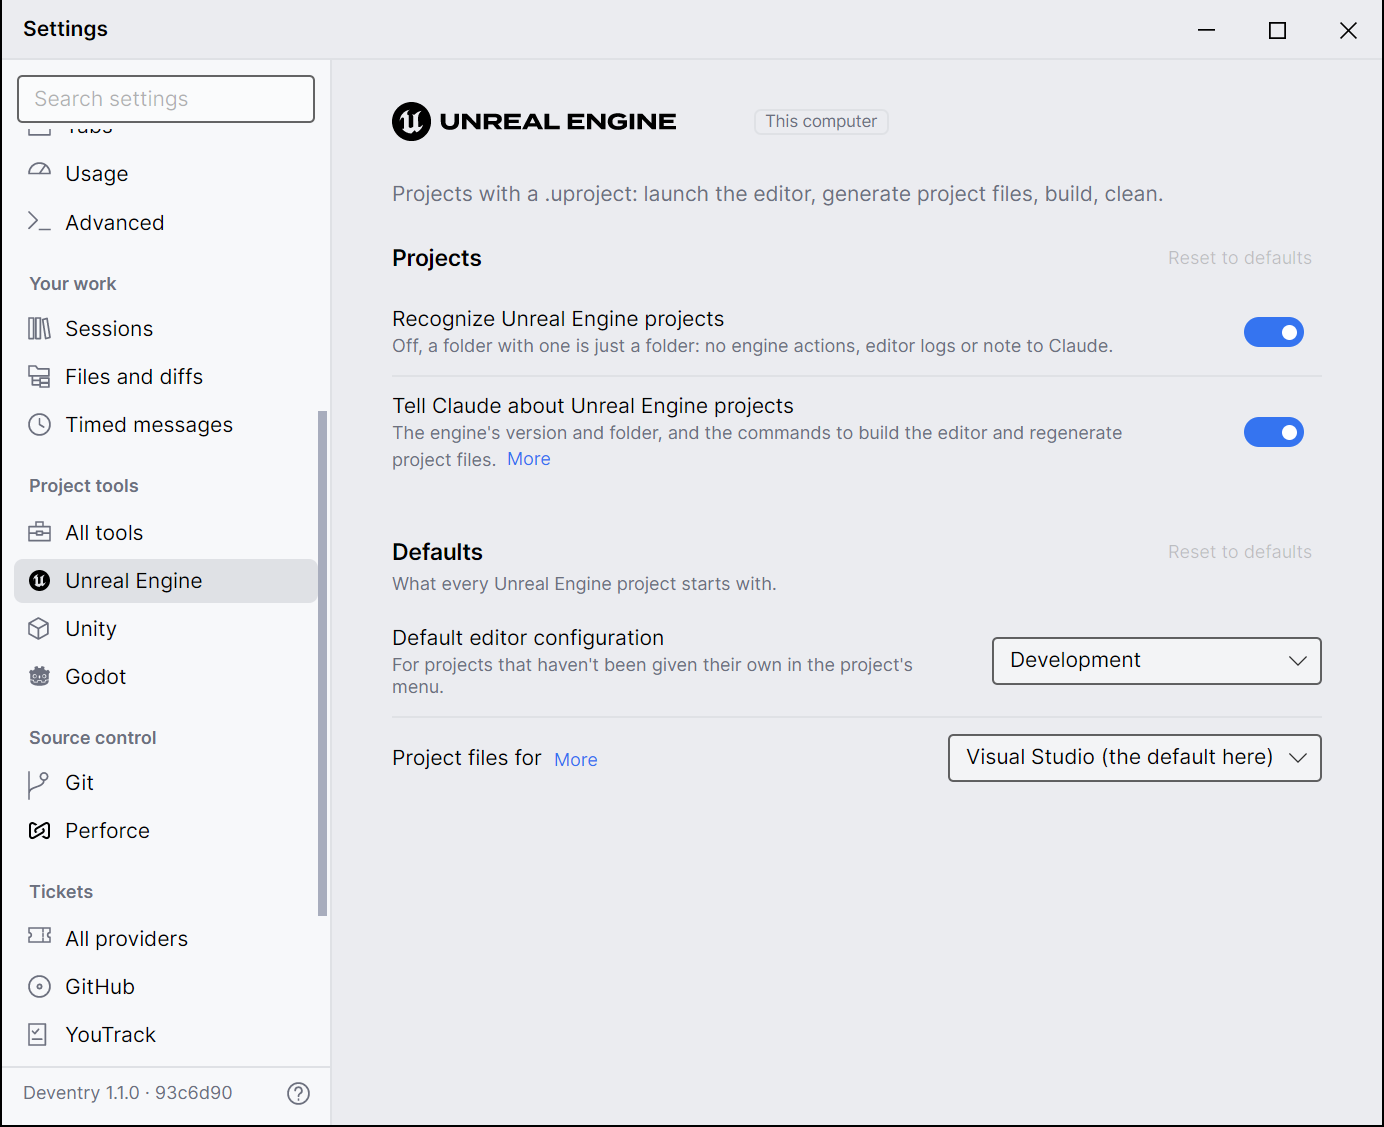 Settings
Search settings
Tabs
Usage
Advanced
Your work
Sessions
Files and diffs
Timed messages
Project tools
All tools
Unreal Engine
Unity
Godot
Source control
Git
Perforce
Tickets
All providers
GitHub
YouTrack
Deventry 1.1.0 · 93c6d90
UNREAL ENGINE
This computer
Projects with a .uproject: launch the editor, generate project files, build, clean.
Projects
Reset to defaults
Recognize Unreal Engine projects
Off, a folder with one is just a folder: no engine actions, editor logs or note to Claude.
Tell Claude about Unreal Engine projects
The engine's version and folder, and the commands to build the editor and regenerate
project files. More
Defaults
Reset to defaults
What every Unreal Engine project starts with.
Default editor configuration
For projects that haven't been given their own in the project's
menu.
Development
Project files for More
Visual Studio (the default here)